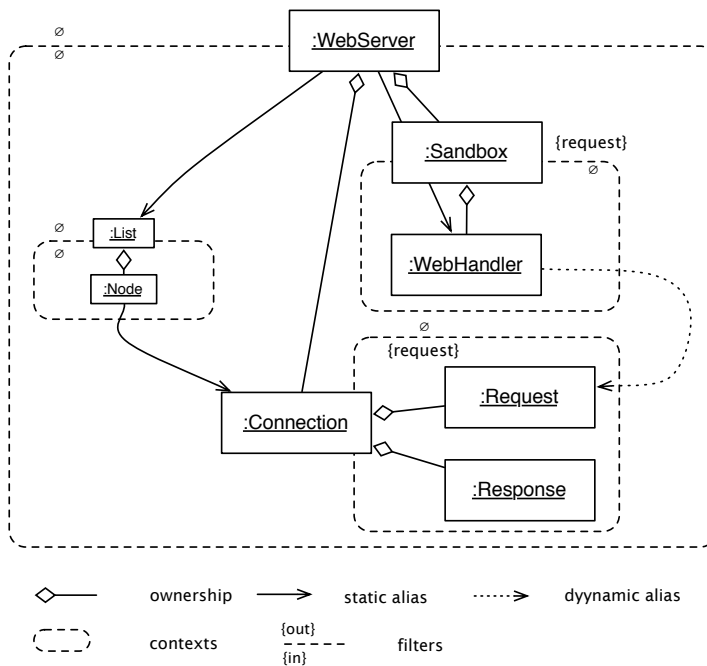 ∅
∅
:WebServer
:Sandbox
{request}
∅
∅
:List
∅
:WebHandler
:Node
∅
{request}
:Connection
:Request
:Response
ownership
static alias
dyynamic alias
contexts
{out}
{in}
filters